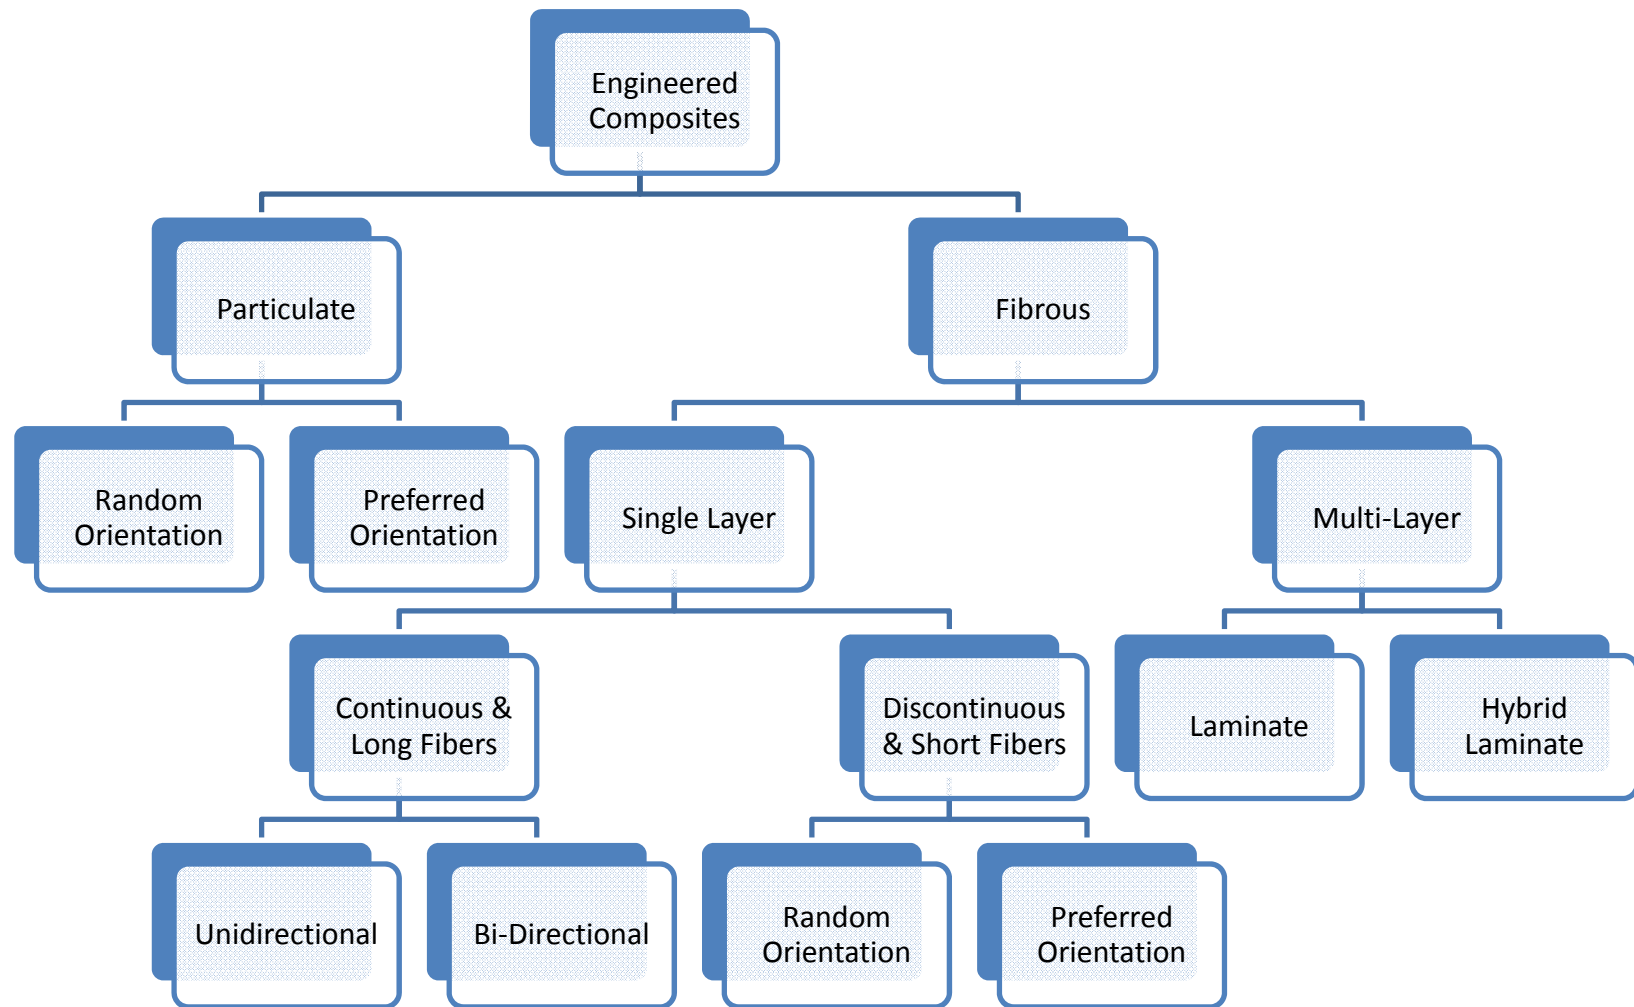 Engineered
Composites
Particulate
Fibrous
Random
Orientation
Preferred
Orientation
Single Layer
Multi-Layer
Continuous &
Long Fibers
Discontinuous
& Short Fibers
Laminate
Hybrid
Laminate
Unidirectional
Bi-Directional
Random
Orientation
Preferred
Orientation